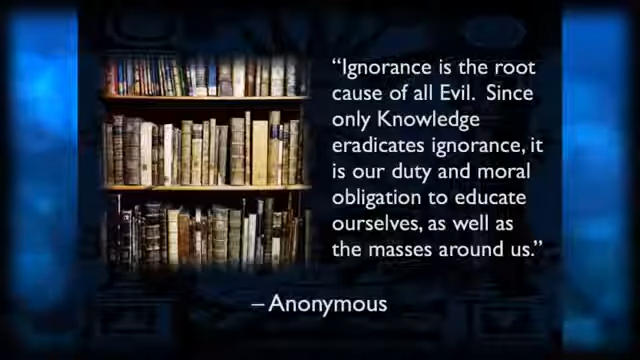 “Ignorance is the root
cause of all Evil.  Since
only Knowledge
eradicates ignorance, it
is our duty and moral
obligation to educate
ourselves, as well as
the masses around us.”
– Anonymous